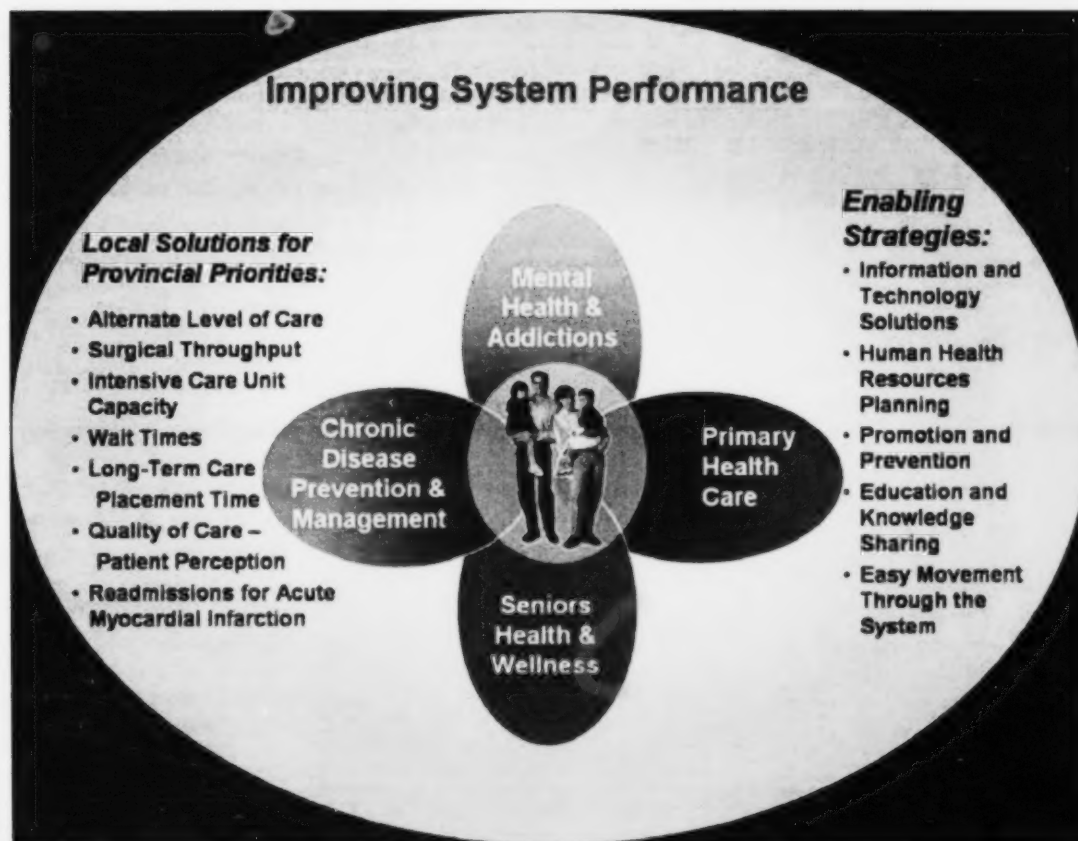 Improving System Performance
Local Solutions for
Provincial Priorities:
• Alternate Level of Care
• Surgical Throughput
• Intensive Care Unit
Capacity
• Wait Times
• Long-Term Care
Placement Time
• Quality of Care –
Patient Perception
• Readmissions for Acute
Myocardial Infarction
Mental
Health &
Addictions
Chronic
Disease
Prevention &
Management
Primary
Health
Care
Seniors
Health &
Wellness
Enabling
Strategies:
• Information and
Technology
Solutions
• Human Health
Resources
Planning
• Promotion and
Prevention
• Education and
Knowledge
Sharing
• Easy Movement
Through the
System